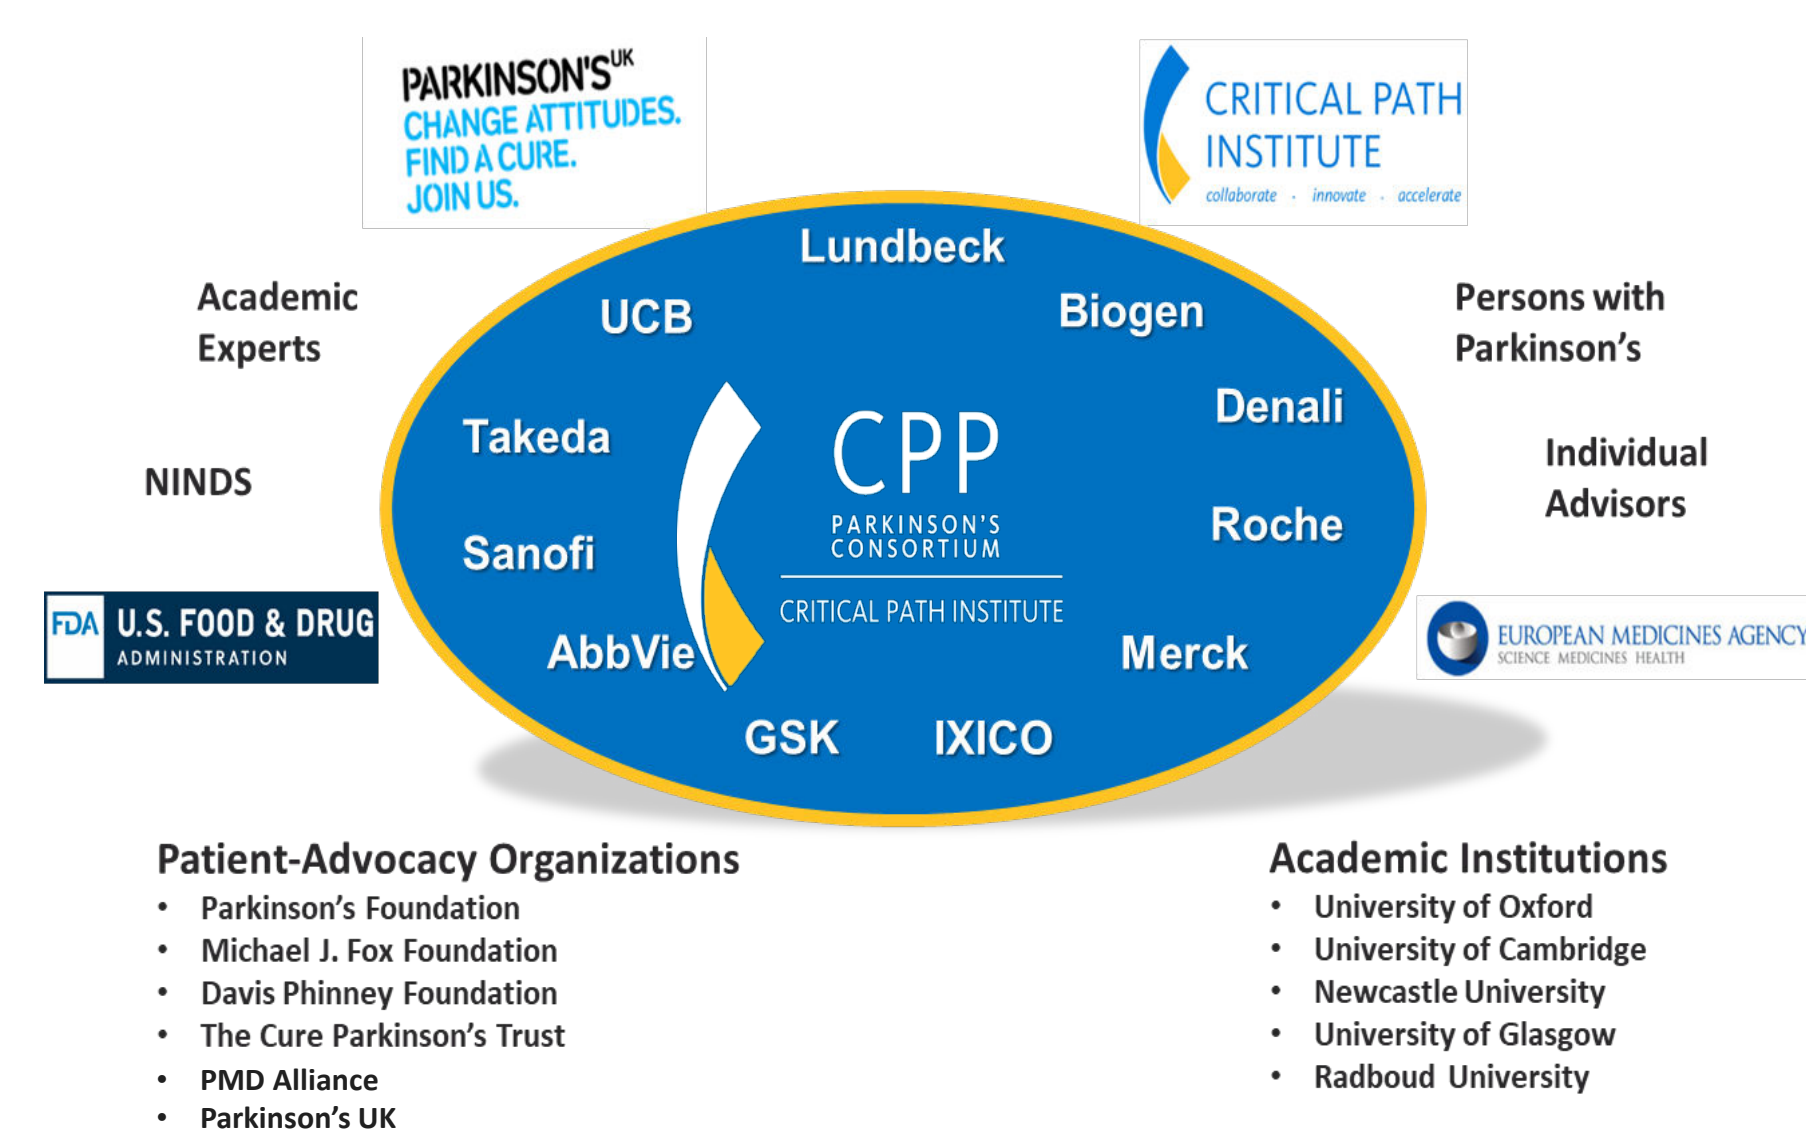 PARKINSON'S UK
CHANGE ATTITUDES.
FIND A CURE.
JOIN US.
CRITICAL PATH
INSTITUTE
collaborate . innovate . accelerate
Academic
Experts
NINDS
FDA U.S. FOOD & DRUG
ADMINISTRATION
Lundbeck
UCB
Biogen
Takeda
Denali
Sanofi
Roche
AbbVie
Merck
GSK
IXICO
CPP
PARKINSON'S
CONSORTIUM
CRITICAL PATH INSTITUTE
Persons with
Parkinson's
Individual
Advisors
EUROPEAN MEDICINES AGENCY
SCIENCE MEDICINES HEALTH
Patient-Advocacy Organizations
• Parkinson's Foundation
• Michael J. Fox Foundation
• Davis Phinney Foundation
• The Cure Parkinson's Trust
• PMD Alliance
• Parkinson's UK
Academic Institutions
• University of Oxford
• University of Cambridge
• Newcastle University
• University of Glasgow
• Radboud University